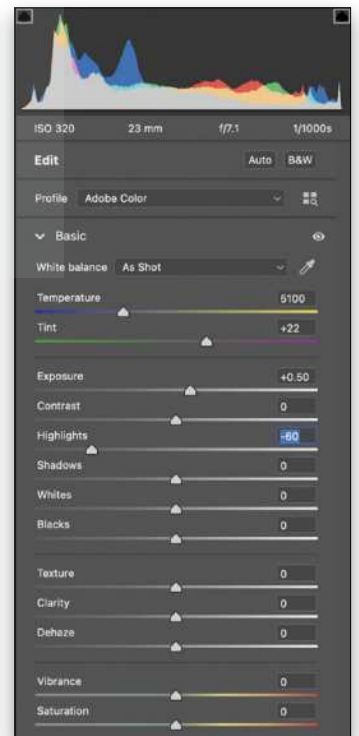 ISO 320 23 mm f/7.1 1/1000s
Edit Auto B&W
Profile Adobe Color
Basic
White balance As Shot
Temperature 5100
Tint +22
Exposure +0.50
Contrast 0
Highlights -60
Shadows 0
Whites 0
Blacks 0
Texture 0
Clarity 0
Dehaze 0
Vibrance 0
Saturation 0